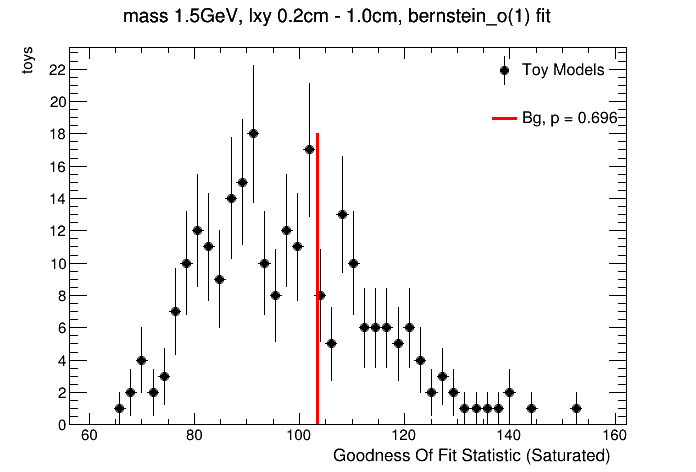 mass 1.5GeV, lxy 0.2cm - 1.0cm, bernstein_o(1) fit
toys
Toy Models
Bg, p = 0.696
22
20
18
16
14
12
10
8
6
4
2
0
60 80 100 120 140 160
Goodness Of Fit Statistic (Saturated)